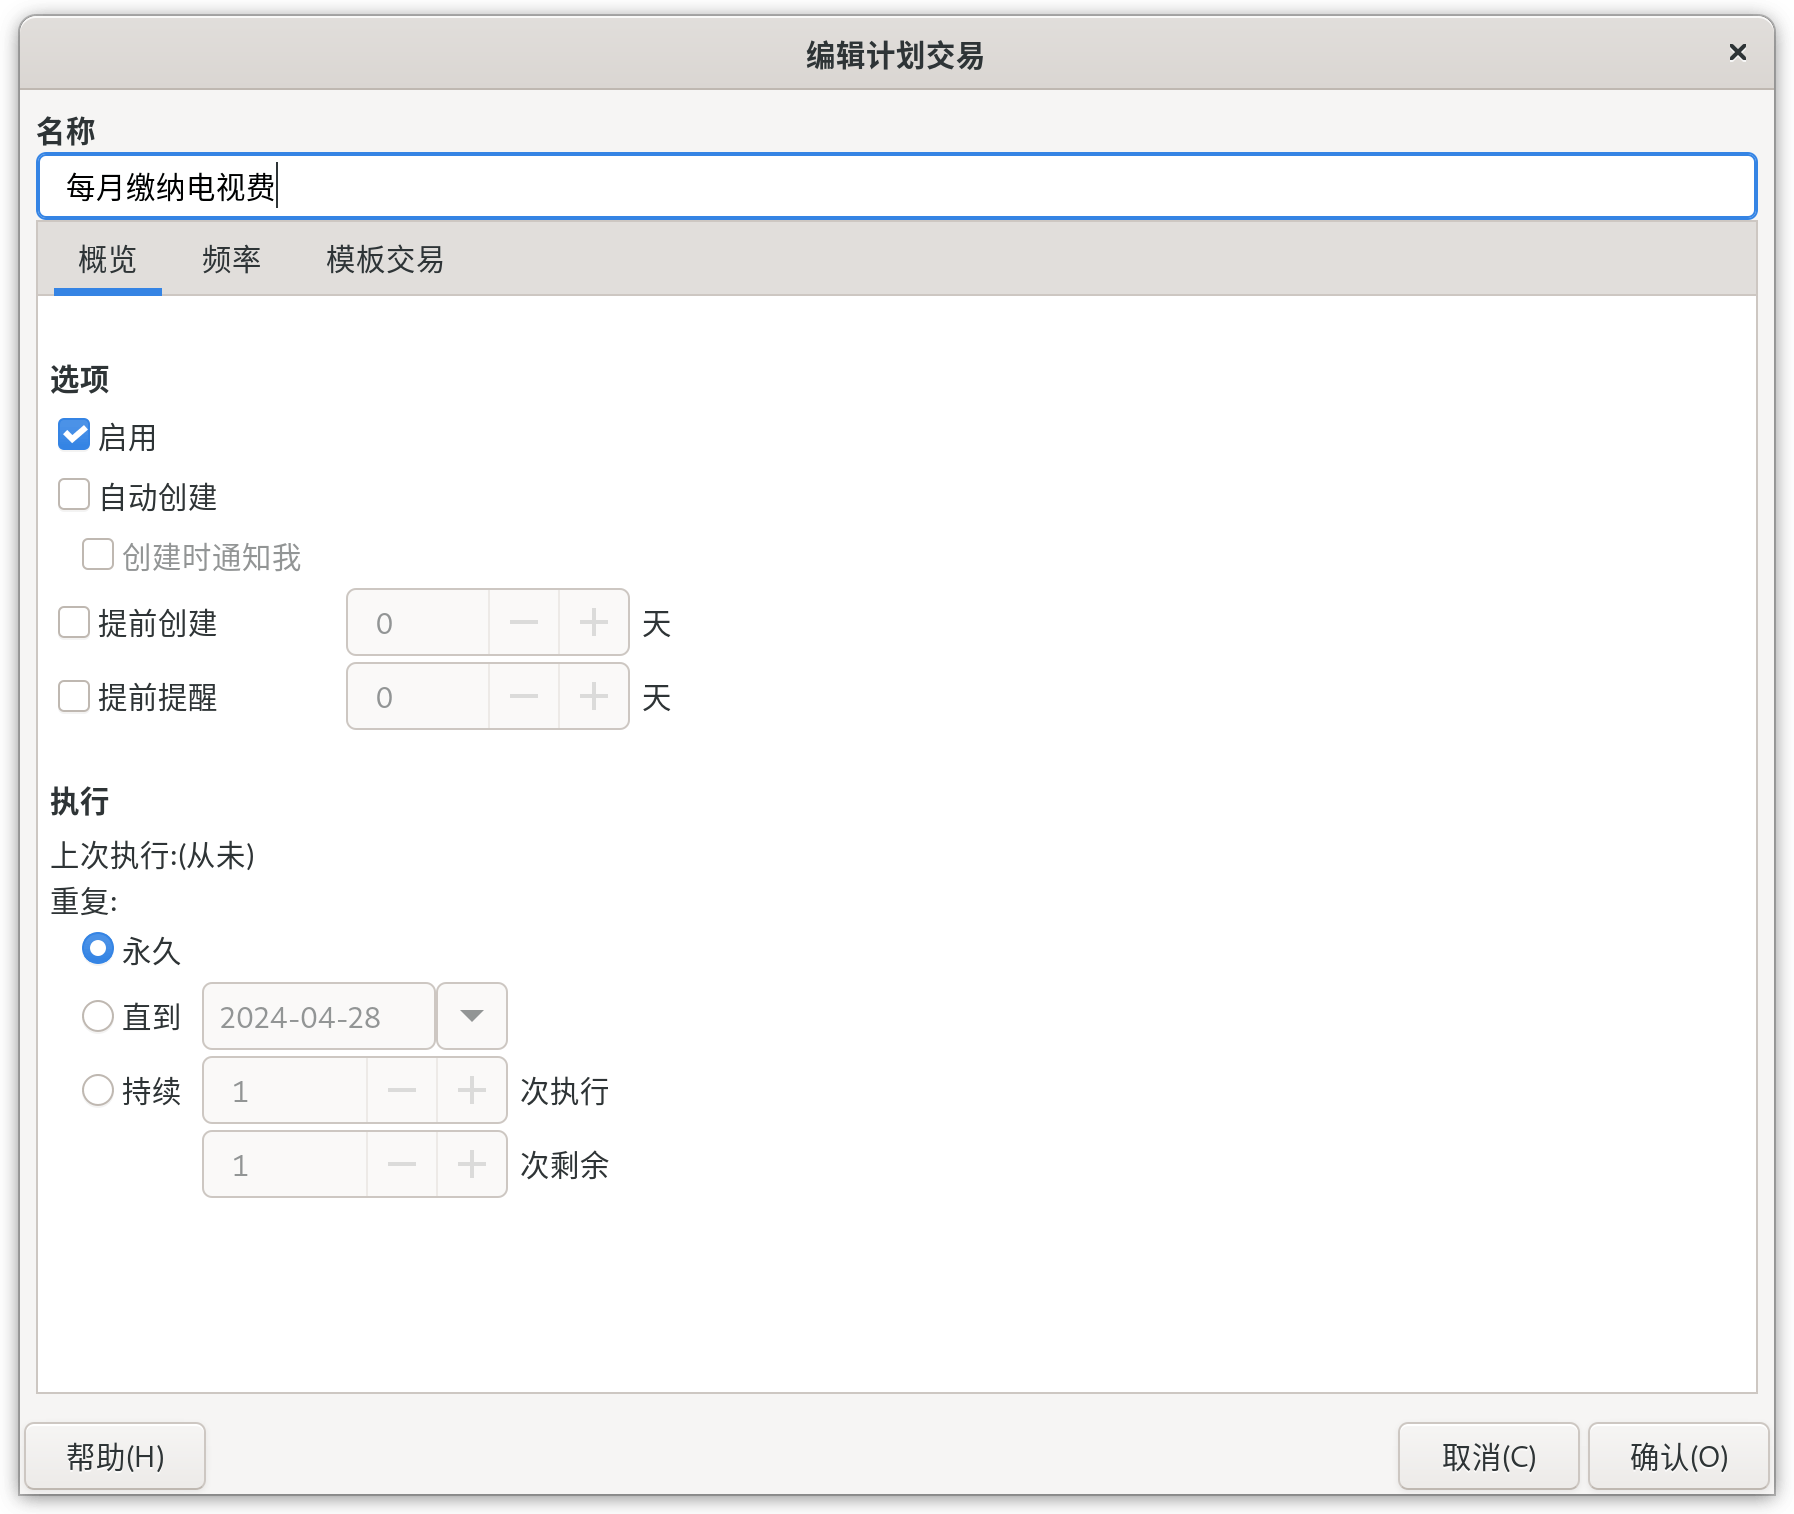 编辑计划交易
名称
每月缴纳电视费
概览 频率 模板交易
选项
启用
自动创建
创建时通知我
提前创建 0 天
提前提醒 0 天
执行
上次执行:(从未)
重复:
永久
直到 2024-04-28
持续 1 次执行
1 次剩余
帮助(H) 取消(C) 确认(O)